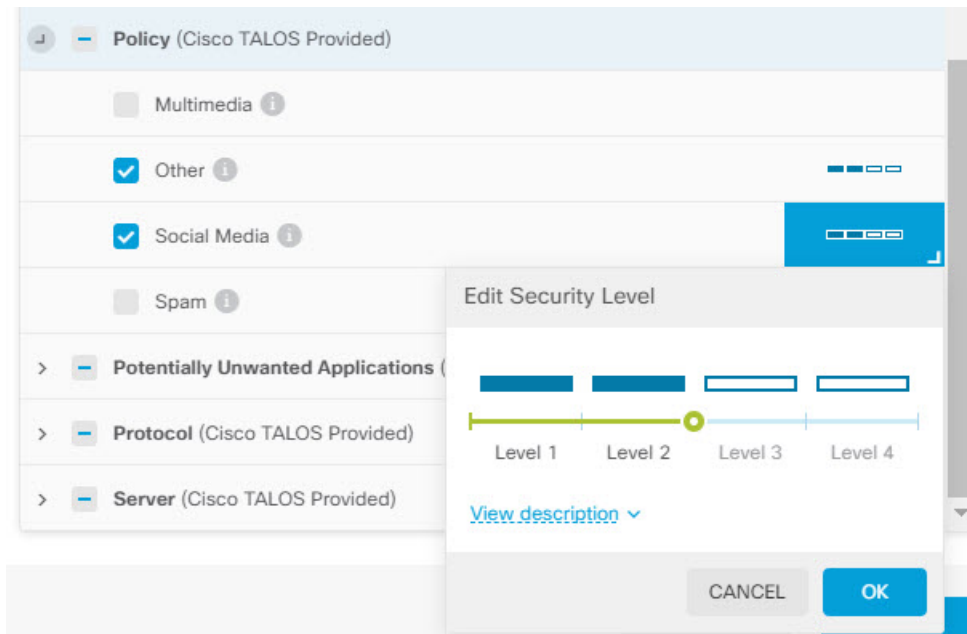 Policy (Cisco TALOS Provided)
Multimedia
Other
Social Media
Spam
Potentially Unwanted Applications (
Protocol (Cisco TALOS Provided)
Server (Cisco TALOS Provided)
Edit Security Level
Level 1 Level 2 Level 3 Level 4
View description
CANCEL OK